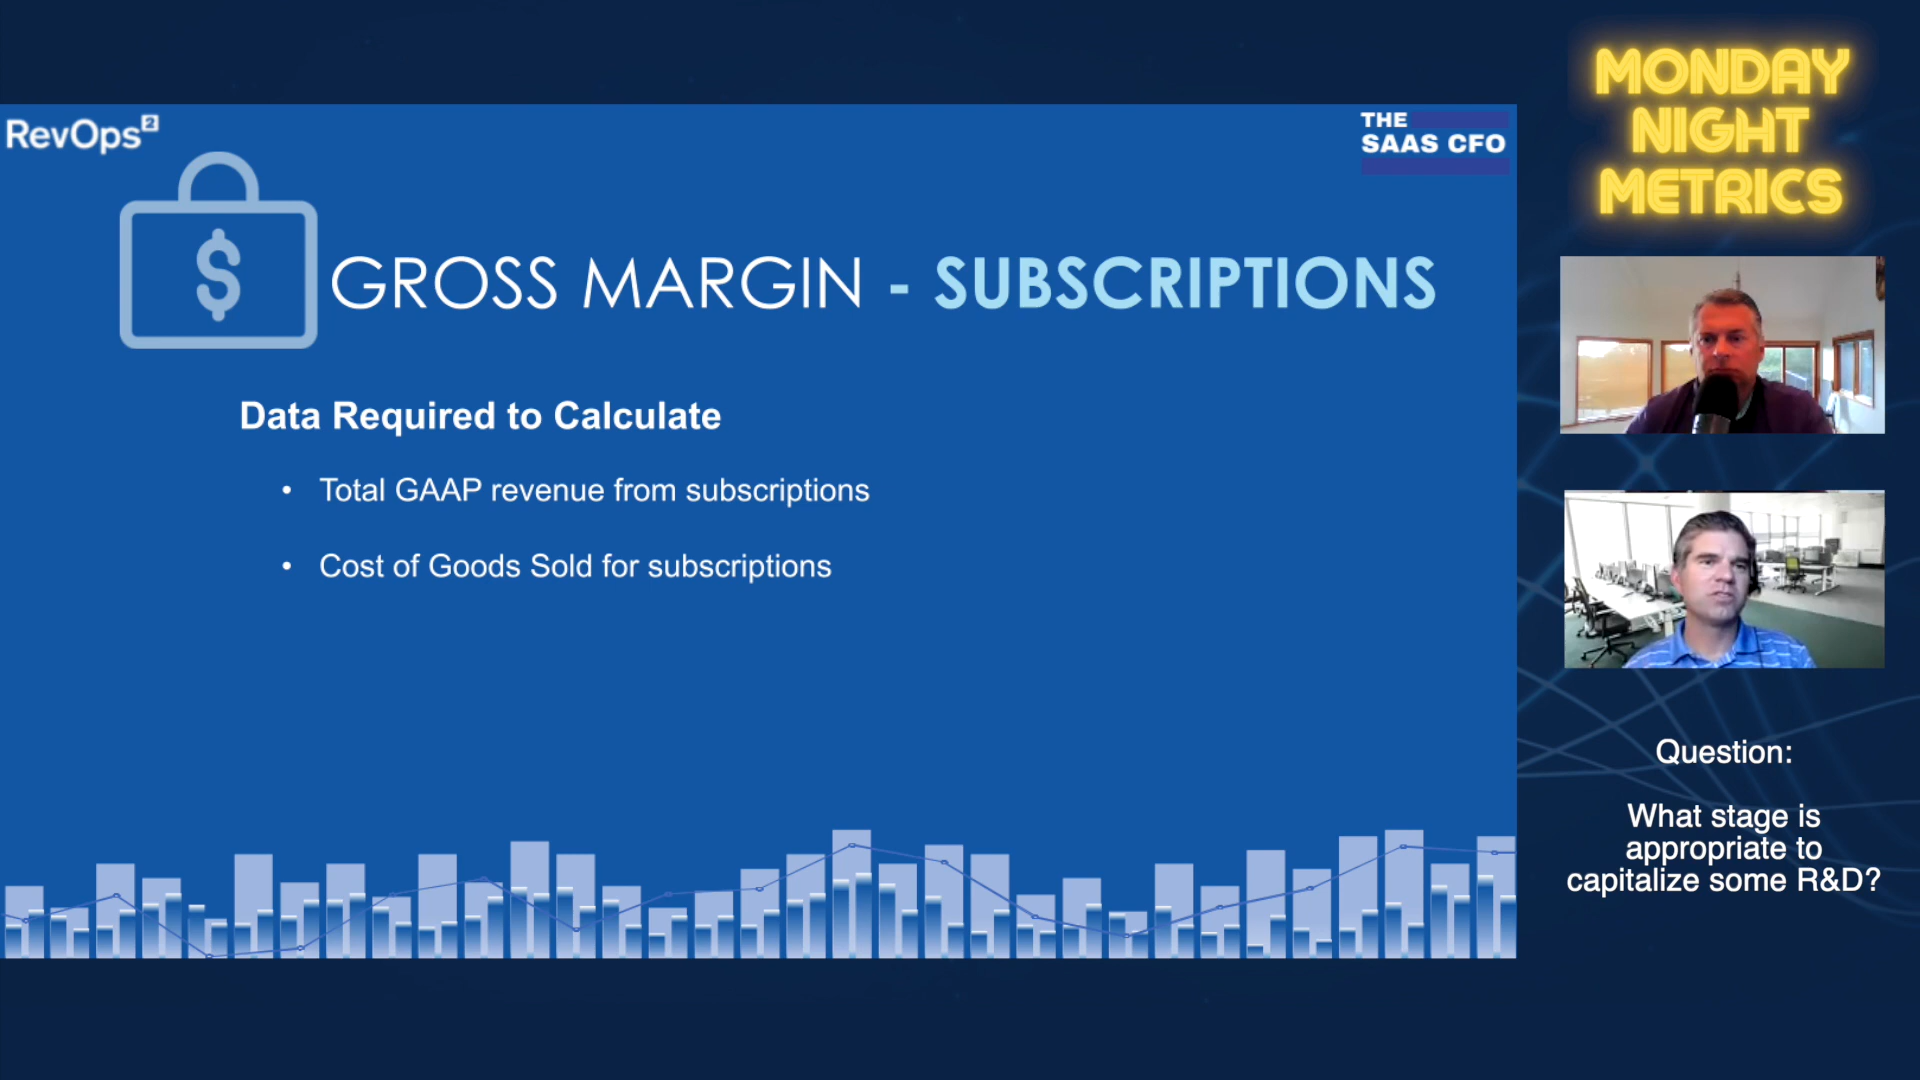 RevOps²
THE
SAAS CFO
$
GROSS MARGIN - SUBSCRIPTIONS
Data Required to Calculate
• Total GAAP revenue from subscriptions
• Cost of Goods Sold for subscriptions
MONDAY
NIGHT
METRICS
Question:
What stage is
appropriate to
capitalize some R&D?